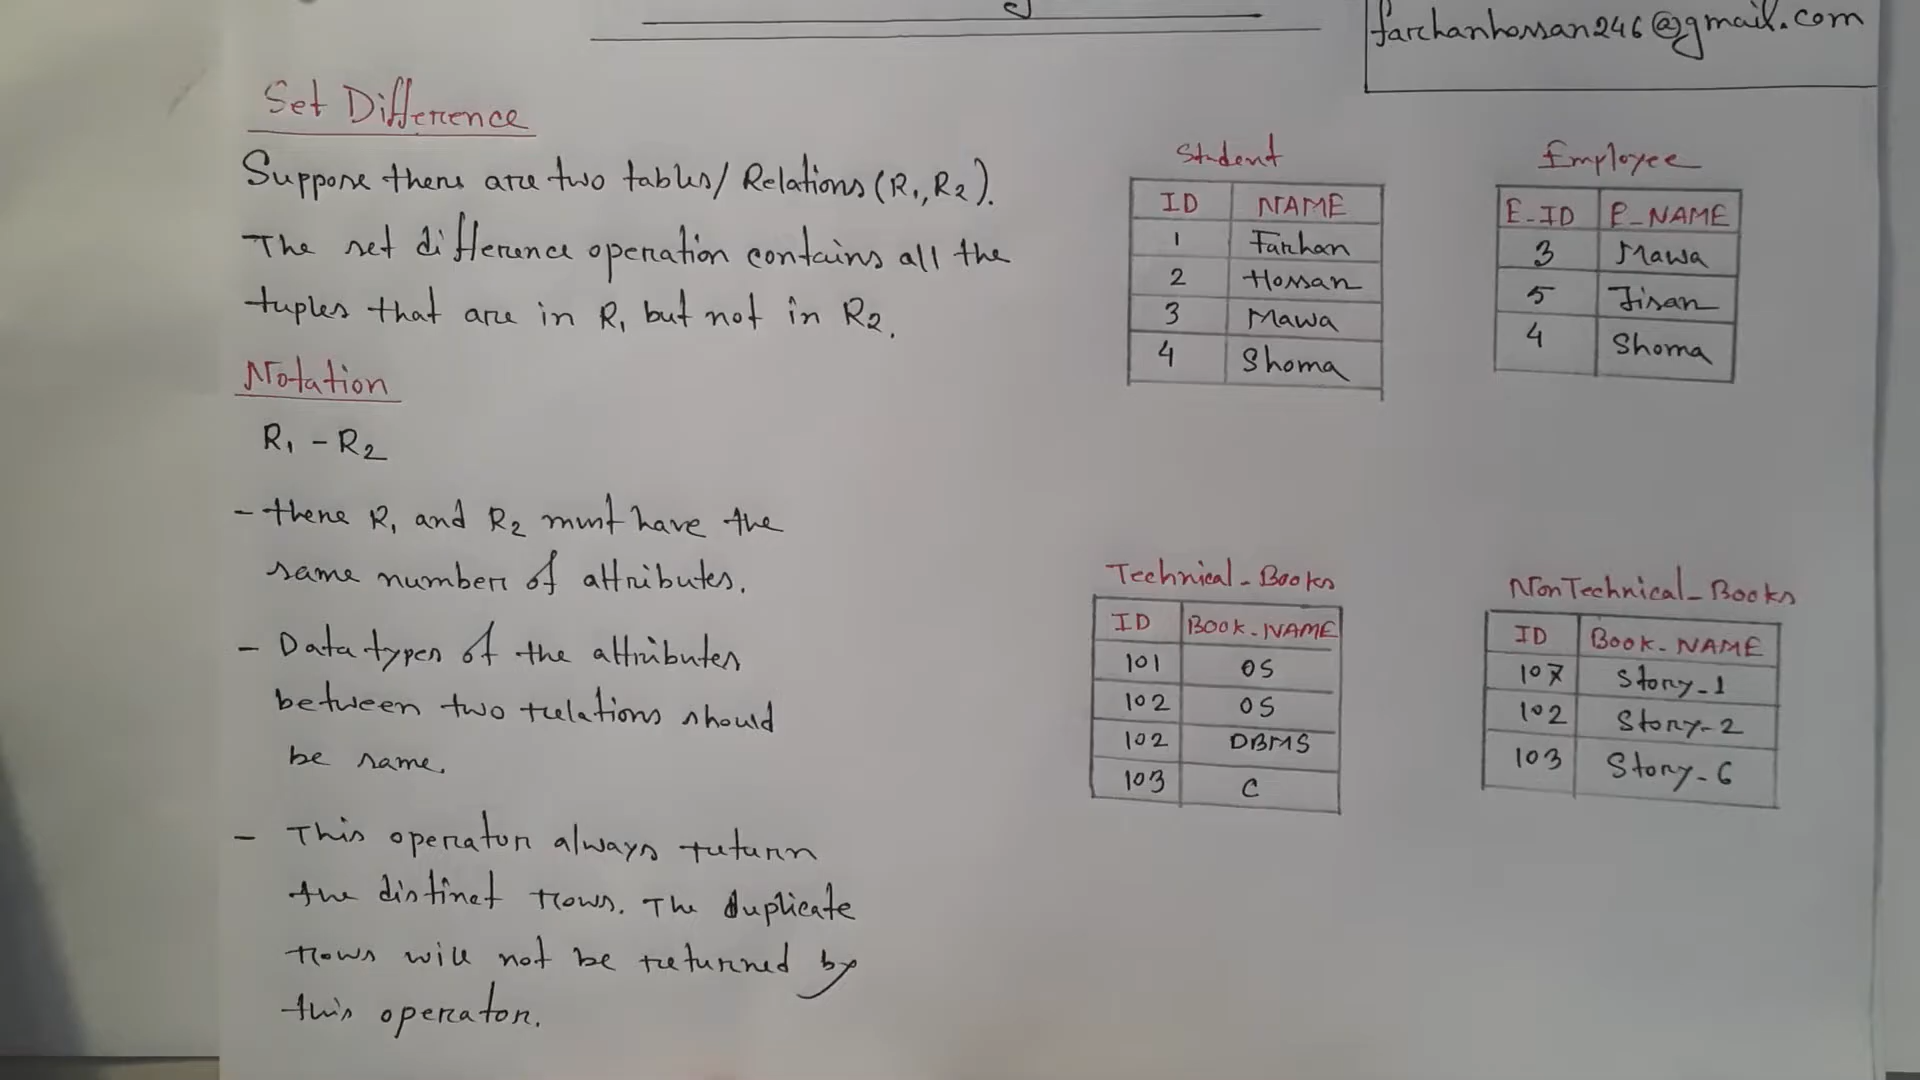 farhanhossan246@gmail.com
Set Difference
Suppose there are two tables/Relations (R1, R2).
The set difference operation contains all the
tuples that are in R1 but not in R2.
Notation
R1 - R2
- there R1 and R2 must have the
same number of attributes.
- Data types of the attributes
between two relations should
be same.
- This operator always return
the distinct rows. The duplicate
rows will not be returned by
this operator.
Student
ID NAME
1 Farhan
2 Hossan
3 Mawa
4 Shoma
Employee
E_ID E_NAME
3 Mawa
5 Jisan
4 Shoma
Technical_Books
ID BOOK_NAME
101 OS
102 OS
102 DBMS
103 C
NonTechnical_Books
ID BOOK_NAME
107 Story_1
102 Story_2
103 Story_6